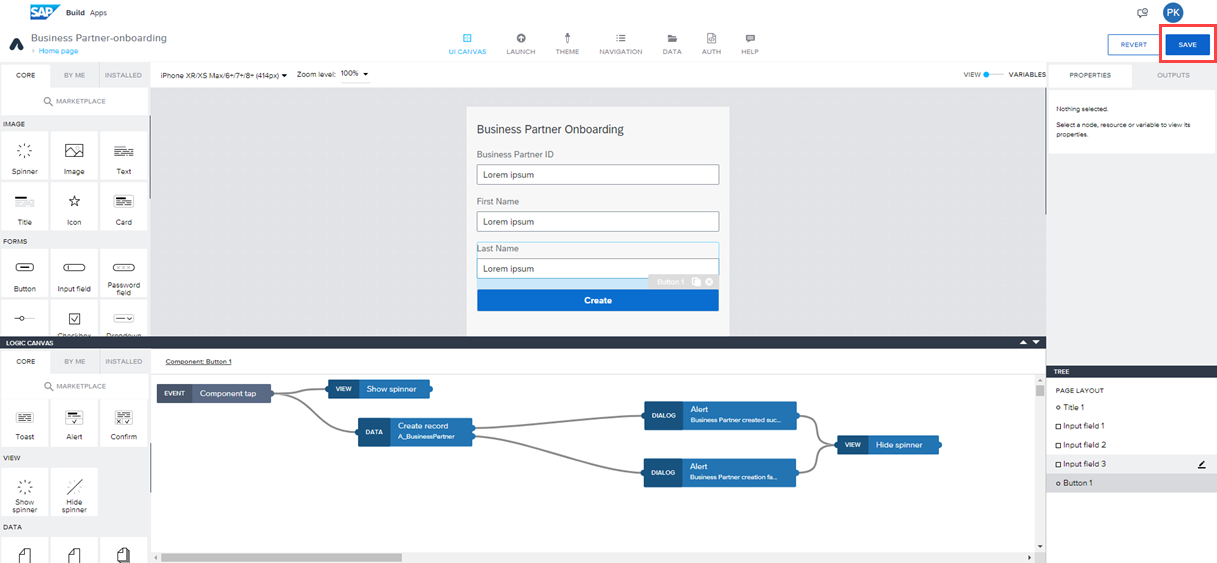 SAP Build Apps
PK
Business Partner-onboarding
Home page
UI CANVAS
LAUNCH
THEME
NAVIGATION
DATA
AUTH
HELP
REVERT
SAVE
CORE
BY ME
INSTALLED
iPhone XR/XS Max/6+/7+/8+ (414px)
Zoom level: 100%
VIEW
VARIABLES
PROPERTIES
OUTPUTS
MARKETPLACE
Nothing selected.
Select a node, resource or variable to view its
properties.
IMAGE
Spinner
Image
Text
Title
Icon
Card
FORMS
Button
Input field
Password
field
Checkbox
Dropdown
Business Partner Onboarding
Business Partner ID
Lorem ipsum
First Name
Lorem ipsum
Last Name
Lorem ipsum
Button 1
Create
LOGIC CANVAS
CORE
BY ME
INSTALLED
Component: Button 1
MARKETPLACE
Toast
Alert
Confirm
VIEW
Show
spinner
Hide
spinner
DATA
EVENT
Component tap
VIEW
Show spinner
DATA
Create record
A_BusinessPartner
DIALOG
Alert
Business Partner created suc...
DIALOG
Alert
Business Partner creation fa...
VIEW
Hide spinner
TREE
PAGE LAYOUT
Title 1
Input field 1
Input field 2
Input field 3
Button 1